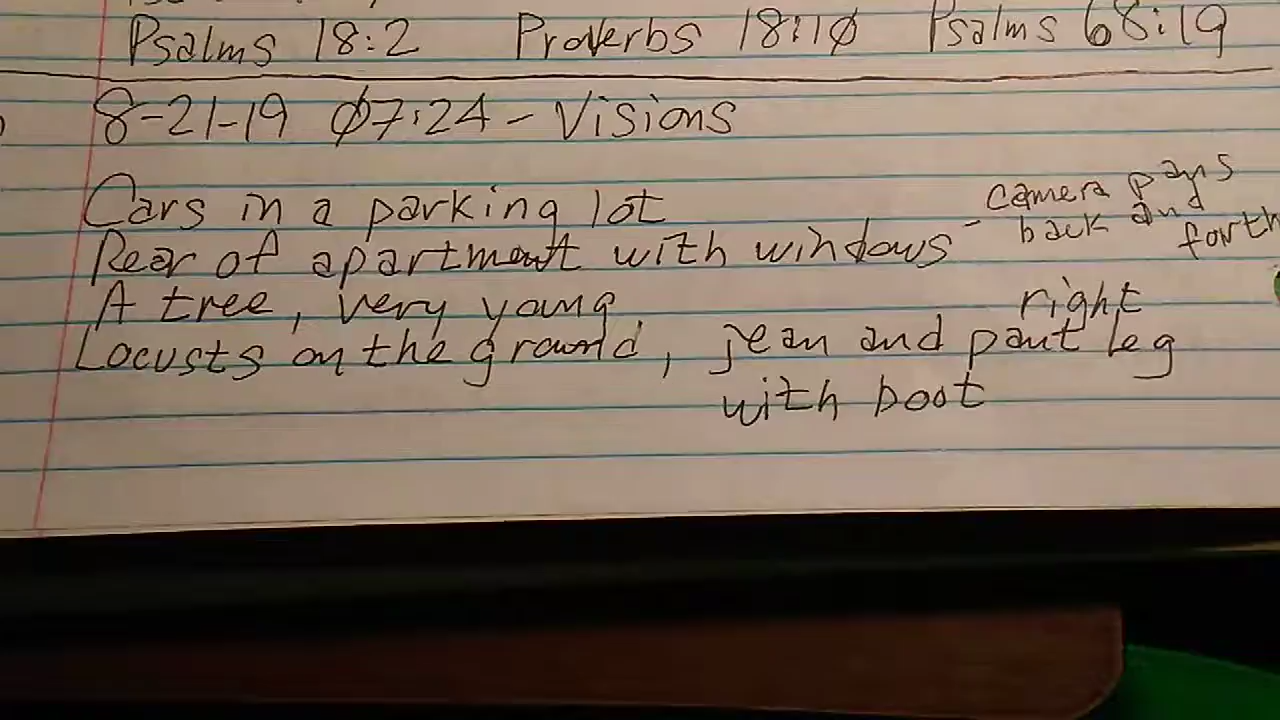 Psalms 18:2 Proverbs 18:1Ø Psalms 68:19
8-21-19 Ø7:24 - Visions
Cars in a parking lot
Rear of apartment with windows - camera pans
back and
forth
A tree, very young
Locusts on the ground, jean and pant leg
right
with boot